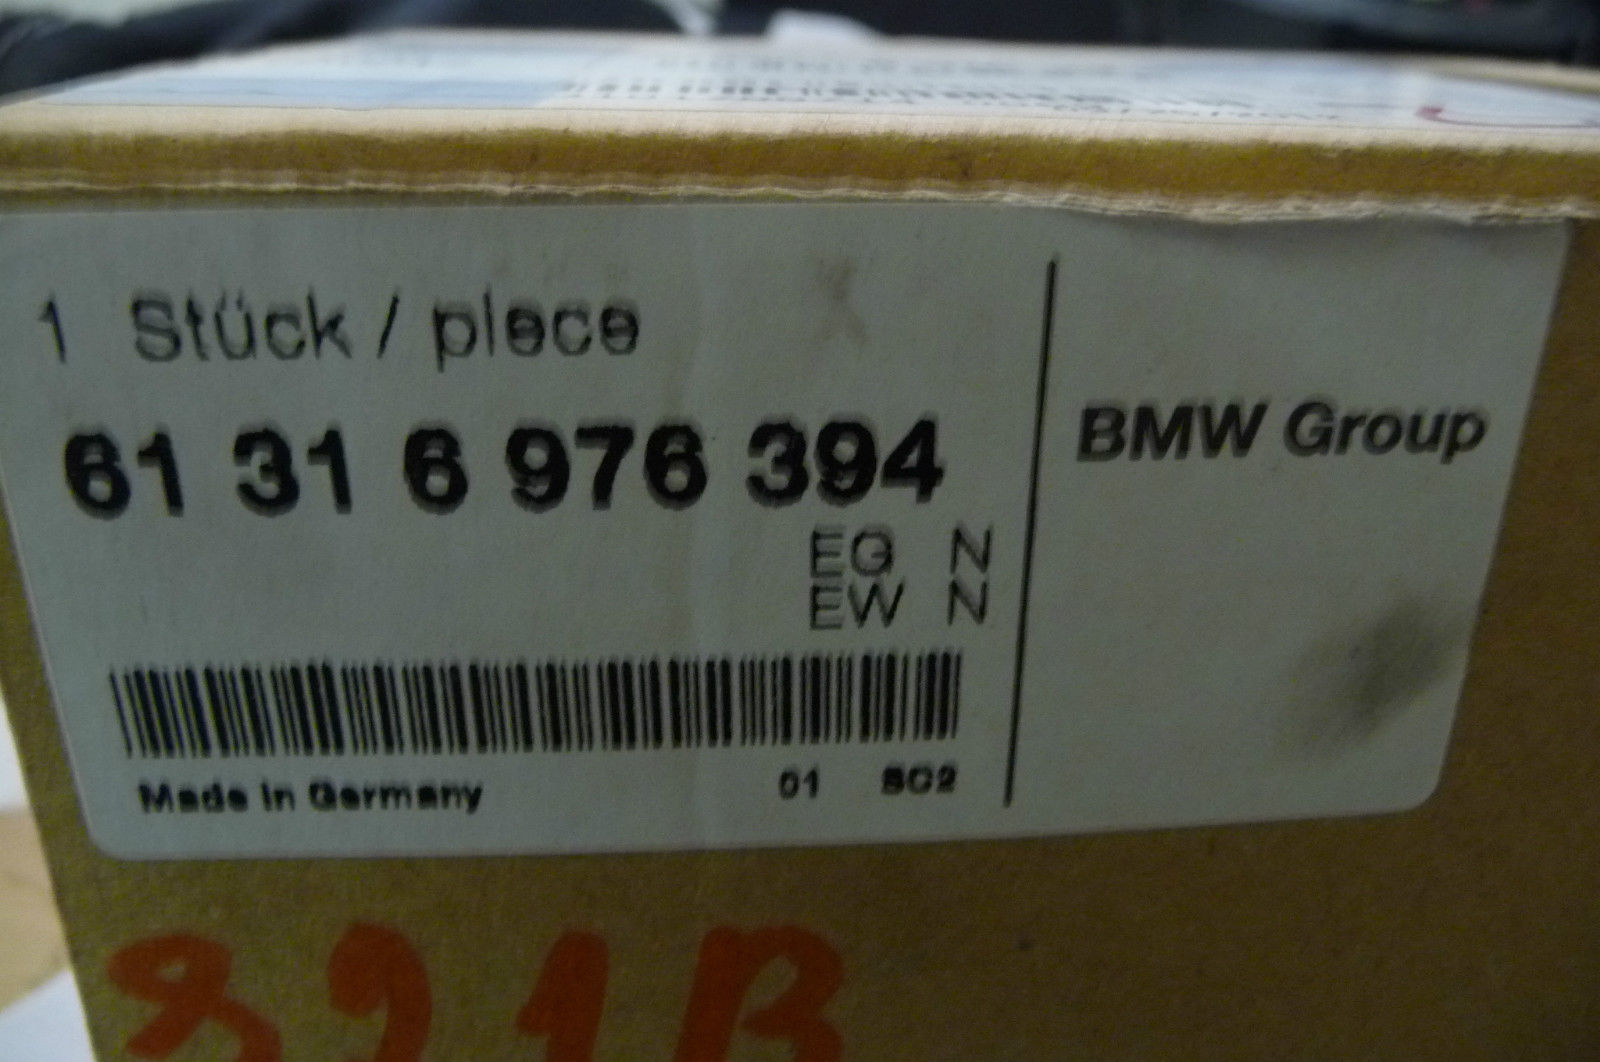 1 Stück / piece
61 31 6 976 394
BMW Group
EG N
EW N
Made in Germany 01 SC2